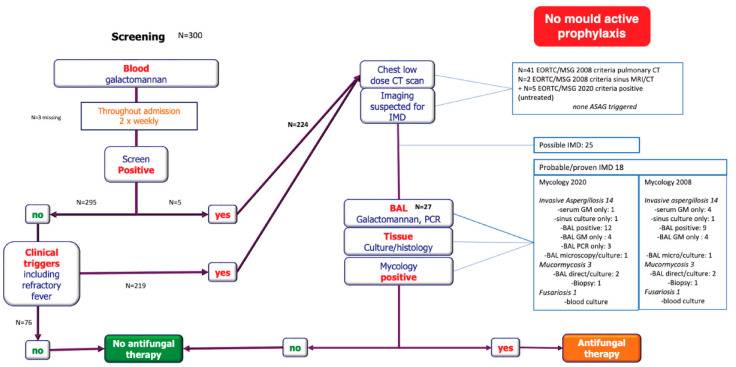 Screening
N=300
No mould active
prophylaxis
Blood
galactomannan
N=3 missing
Throughout admission
2 x weekly
Screen
Positive
N=295
N=5
no
yes
N=224
Clinical
triggers
including
refractory
fever
yes
N=219
N=76
no
No antifungal
therapy
no
yes
Antifungal
therapy
Chest low
dose CT scan
Imaging
suspected for
IMD
N=41 EORTC/MSG 2008 criteria pulmonary CT
N=2 EORTC/MSG 2008 criteria sinus MRI/CT
+ N=5 EORTC/MSG 2020 criteria positive
(untreated)
none ASAG triggered
Possible IMD: 25
Probable/proven IMD 18
BAL
N=27
Galactomannan, PCR
Tissue
Culture/histology
Mycology
positive
Mycology 2020
Invasive Aspergillosis 14
-serum GM only: 1
-sinus culture only: 1
-BAL positive: 12
-BAL GM only : 4
-BAL PCR only: 3
-BAL microscopy/culture: 1
Mucormycosis 3
-BAL direct/culture: 2
-Biopsy: 1
Fusariosis 1
-blood culture
Mycology 2008
Invasive aspergillosis 14
-serum GM only: 4
-sinus culture only: 1
-BAL positive: 9
-BAL GM only : 4
-BAL micro/culture: 1
Mucormycosis 3
-BAL direct/culture: 2
-Biopsy: 1
Fusariosis 1
-blood culture